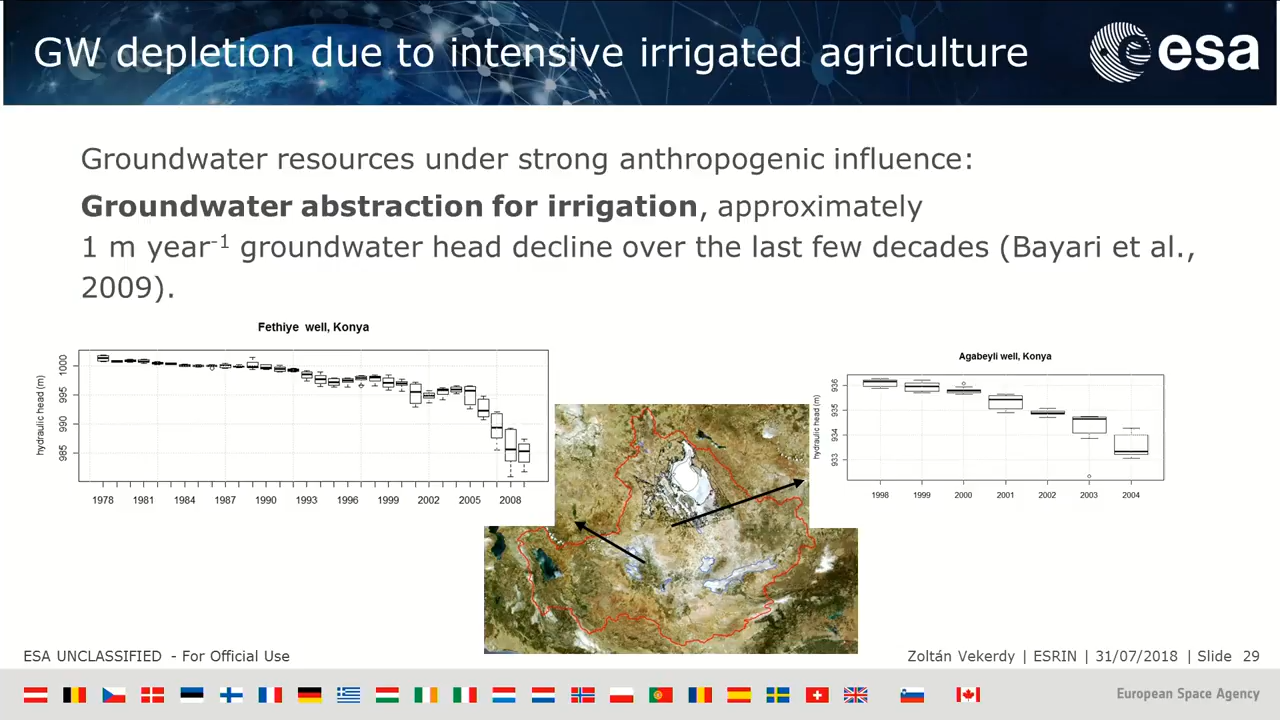 GW depletion due to intensive irrigated agriculture
esa
Groundwater resources under strong anthropogenic influence:
Groundwater abstraction for irrigation, approximately
1 m year-1 groundwater head decline over the last few decades (Bayari et al.,
2009).
Fethiye well, Konya
hydraulic head (m)
1000
995
990
985
1978 1981 1984 1987 1990 1993 1996 1999 2002 2005 2008
Agabeyli well, Konya
hydraulic head (m)
936
935
934
933
1998 1999 2000 2001 2002 2003 2004
ESA UNCLASSIFIED - For Official Use
Zoltán Vekerdy | ESRIN | 31/07/2018 | Slide 29
European Space Agency